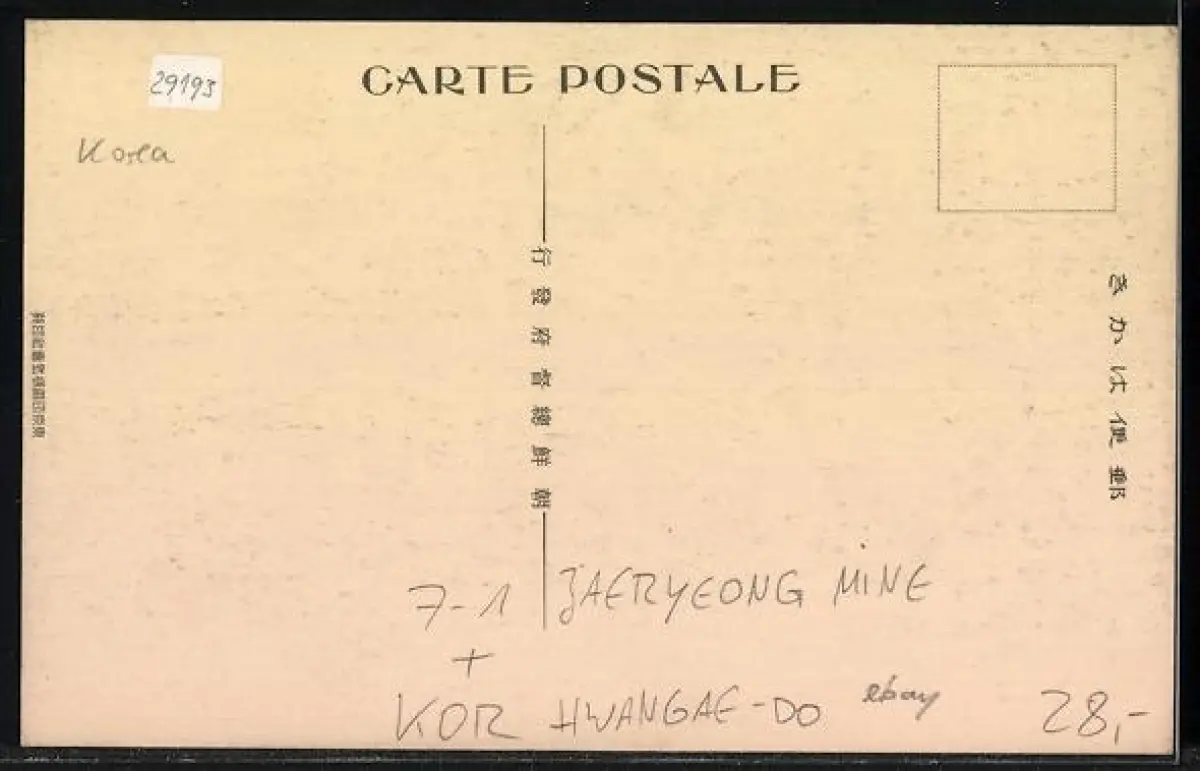 CARTE POSTALE
29193
Korea
郵便はかき
朝鮮總督府發行
7-1 JAERYEONG MINE
+
KOR HWANGAE-DO ebay 28,-